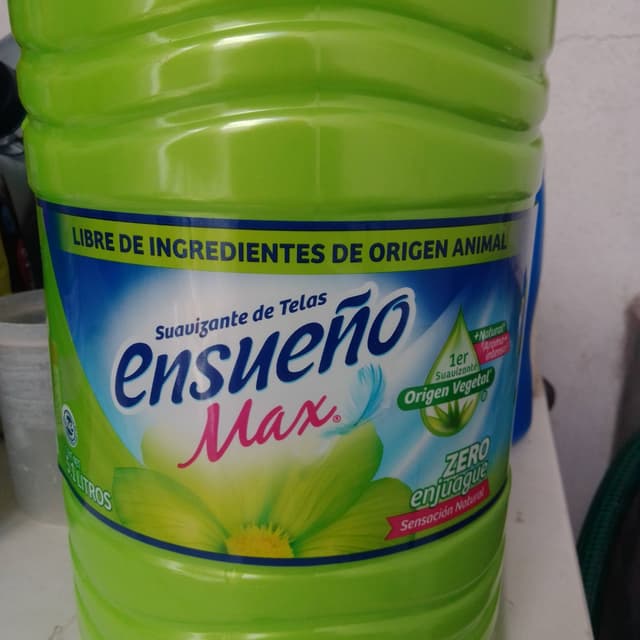 LIBRE DE INGREDIENTES DE ORIGEN ANIMAL
Suavizante de Telas
ensueño
Max®
1er
Suavizante
Origen Vegetal
+Natural
ZERO
enjuague
Sensación Natural
LITROS